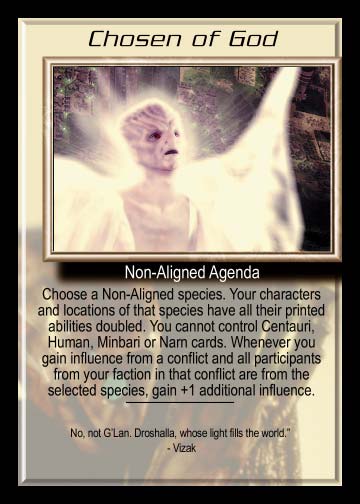 Chosen of God
Non-Aligned Agenda
Choose a Non-Aligned species. Your characters
and locations of that species have all their printed
abilities doubled. You cannot control Centauri,
Human, Minbari or Narn cards. Whenever you
gain influence from a conflict and all participants
from your faction in that conflict are from the
selected species, gain +1 additional influence.
No, not G'Lan. Droshalla, whose light fills the world."
- Vizak